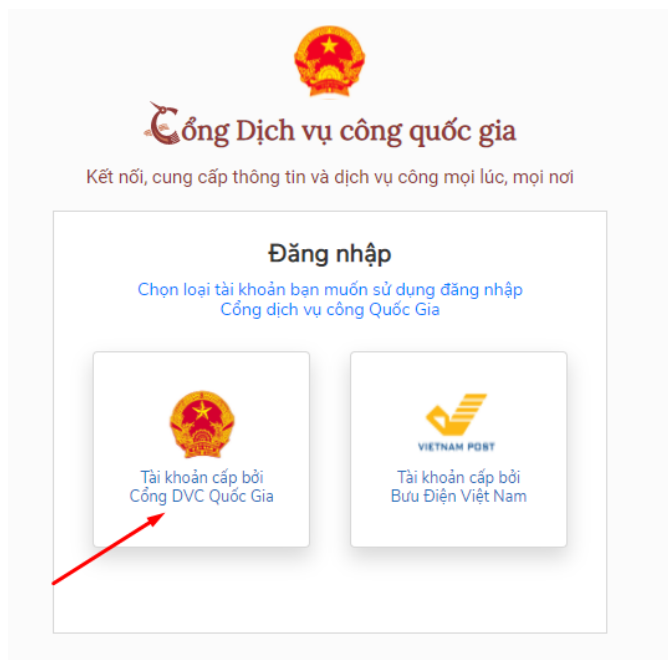 Cổng Dịch vụ công quốc gia
Kết nối, cung cấp thông tin và dịch vụ công mọi lúc, mọi nơi
Đăng nhập
Chọn loại tài khoản bạn muốn sử dụng đăng nhập
Cổng dịch vụ công Quốc Gia
Tài khoản cấp bởi
Cổng DVC Quốc Gia
VIETNAM POST
Tài khoản cấp bởi
Bưu Điện Việt Nam